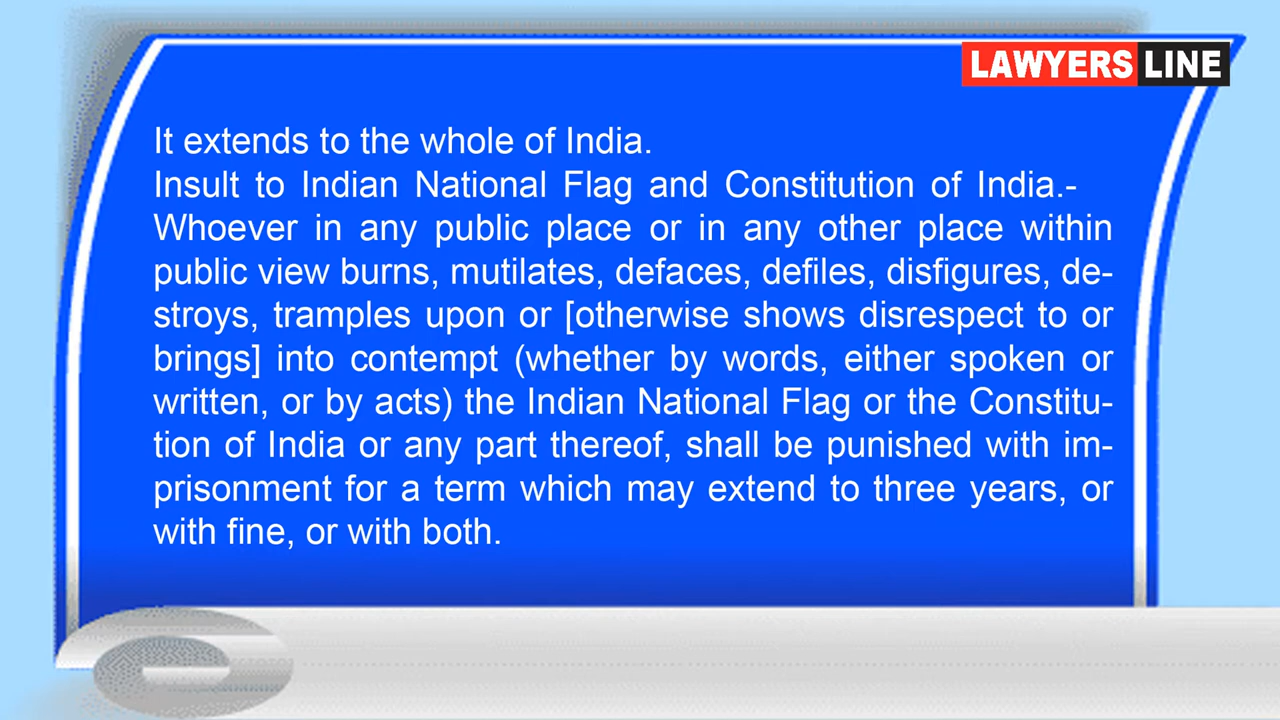 LAWYERS LINE
It extends to the whole of India.
Insult to Indian National Flag and Constitution of India.-
Whoever in any public place or in any other place within
public view burns, mutilates, defaces, defiles, disfigures, de-
stroys, tramples upon or [otherwise shows disrespect to or
brings] into contempt (whether by words, either spoken or
written, or by acts) the Indian National Flag or the Constitu-
tion of India or any part thereof, shall be punished with im-
prisonment for a term which may extend to three years, or
with fine, or with both.